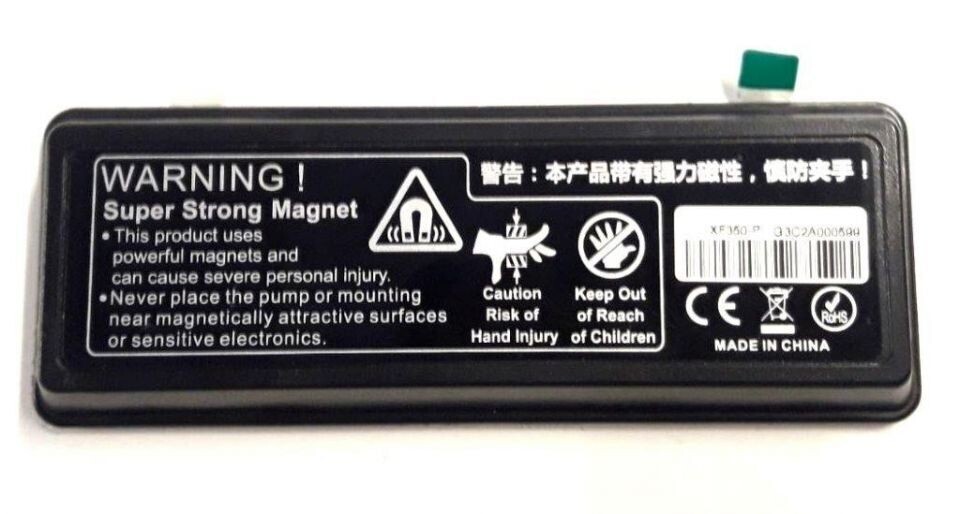 WARNING !
Super Strong Magnet
• This product uses
powerful magnets and
can cause severe personal injury.
• Never place the pump or mounting
near magnetically attractive surfaces
or sensitive electronics.
Caution
Risk of
Hand Injury
Keep Out
of Reach
of Children
警告：本产品带有强力磁性，慎防夹手！
XF350-P G3C2A000599
CE
RoHS
MADE IN CHINA